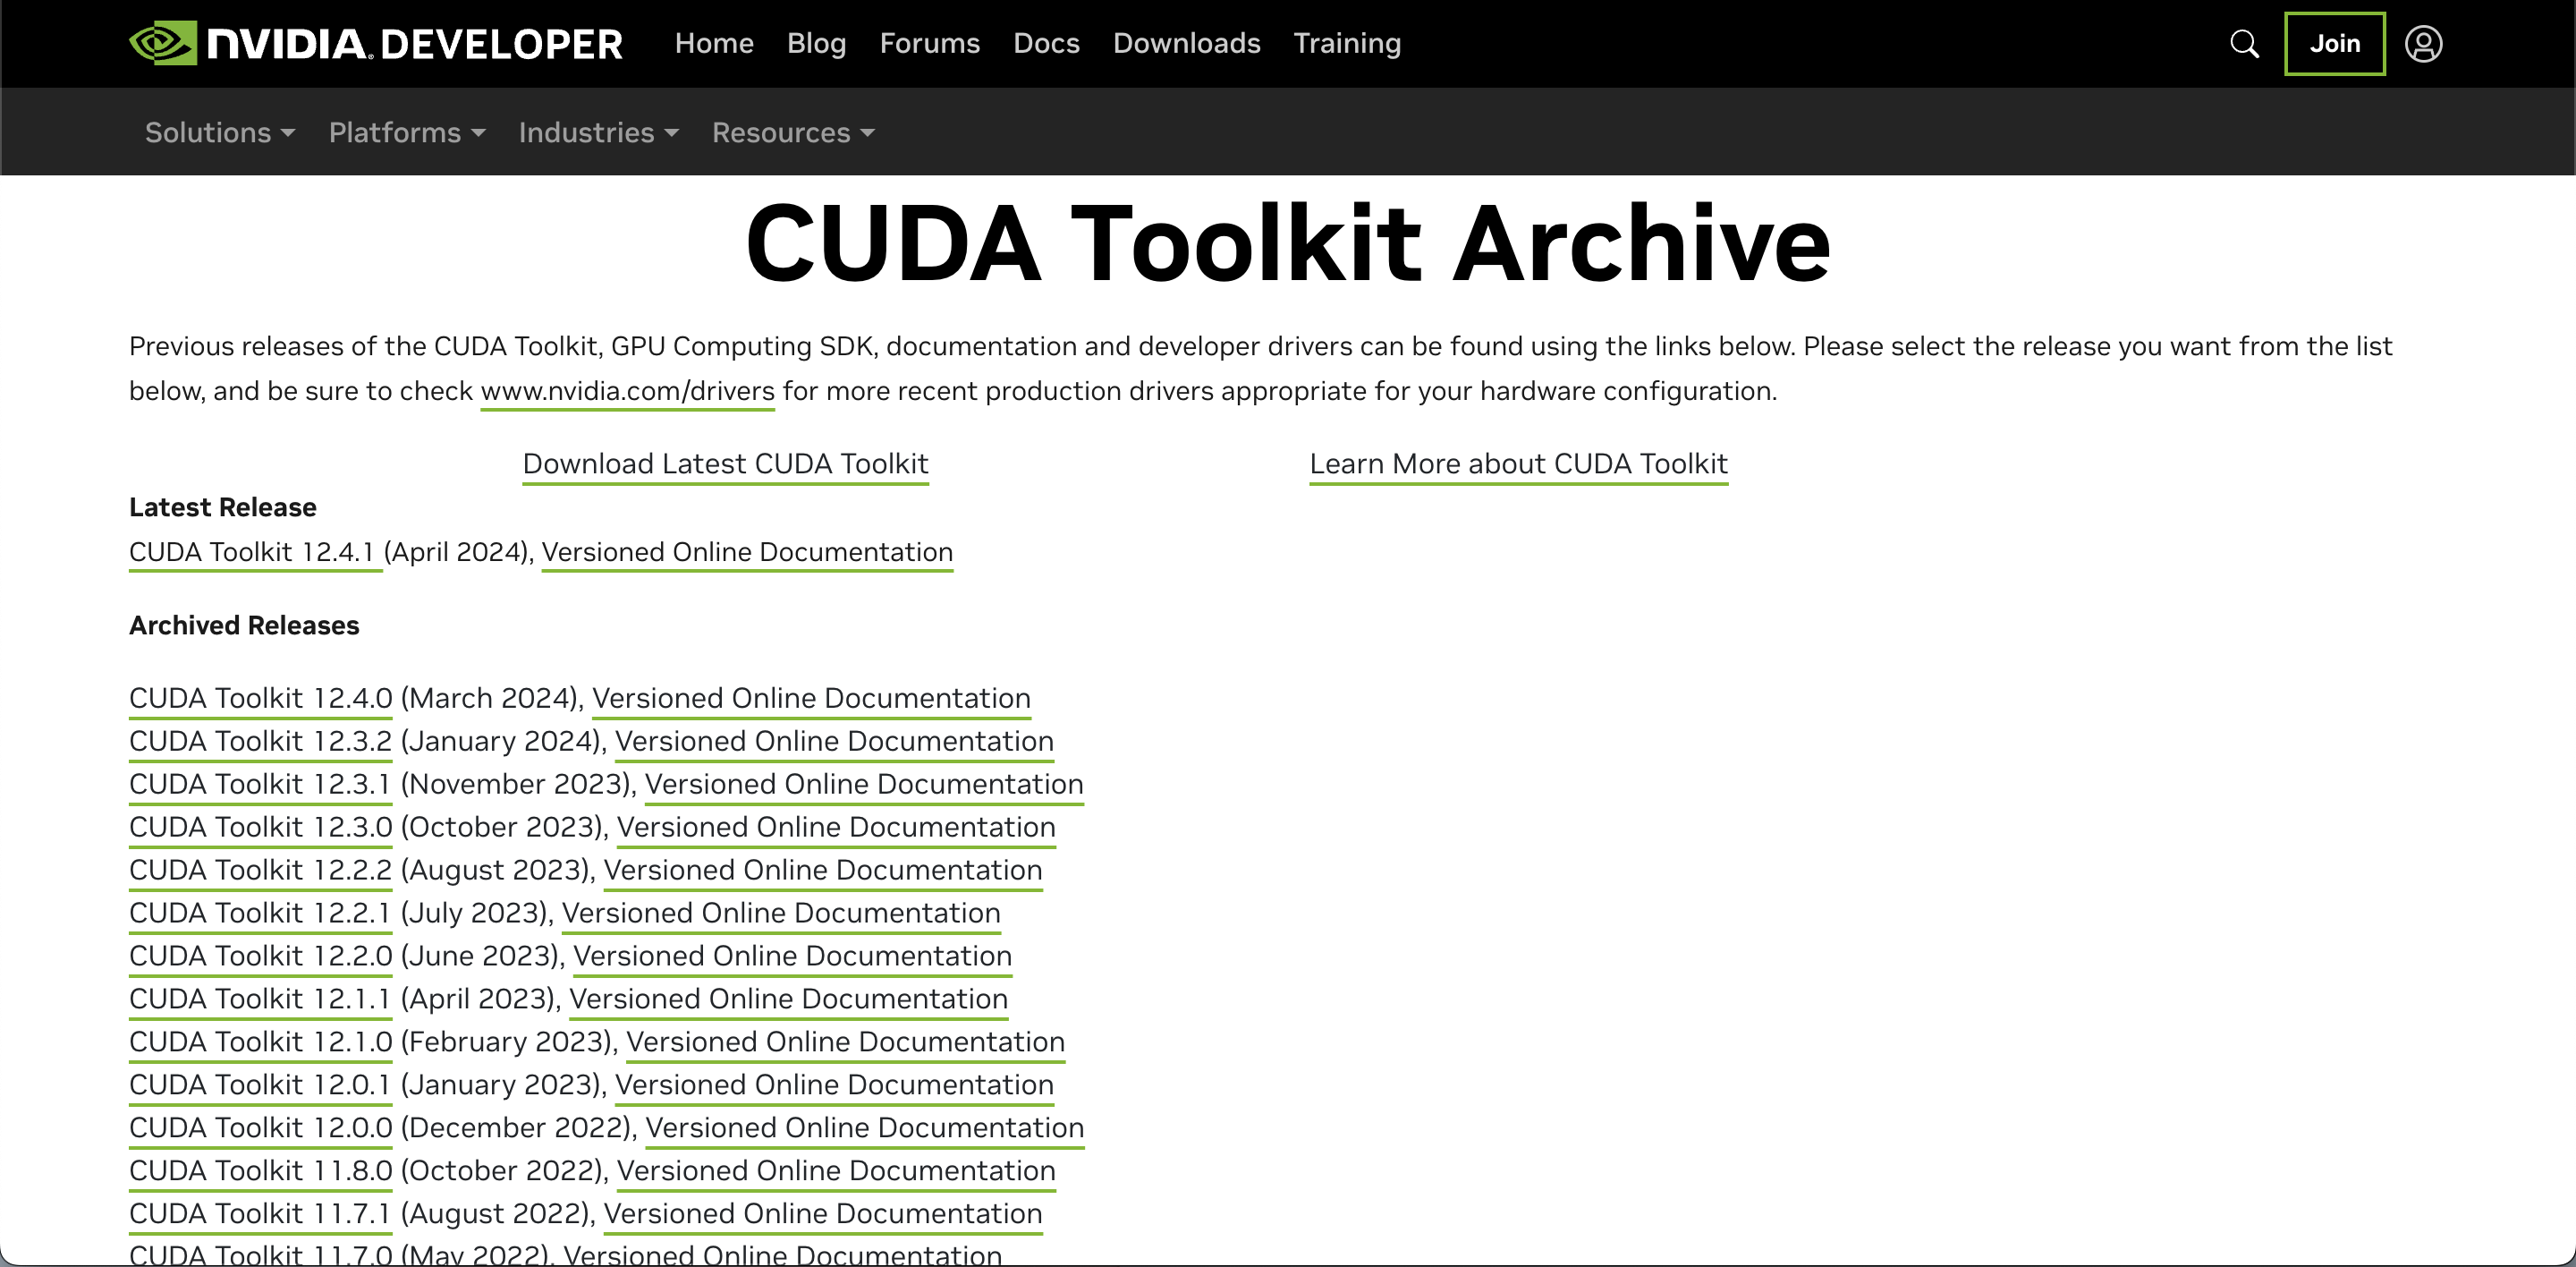 NVIDIA. DEVELOPER Home Blog Forums Docs Downloads Training Join
Solutions Platforms Industries Resources
CUDA Toolkit Archive
Previous releases of the CUDA Toolkit, GPU Computing SDK, documentation and developer drivers can be found using the links below. Please select the release you want from the list
below, and be sure to check www.nvidia.com/drivers for more recent production drivers appropriate for your hardware configuration.
Download Latest CUDA Toolkit Learn More about CUDA Toolkit
Latest Release
CUDA Toolkit 12.4.1 (April 2024), Versioned Online Documentation
Archived Releases
CUDA Toolkit 12.4.0 (March 2024), Versioned Online Documentation
CUDA Toolkit 12.3.2 (January 2024), Versioned Online Documentation
CUDA Toolkit 12.3.1 (November 2023), Versioned Online Documentation
CUDA Toolkit 12.3.0 (October 2023), Versioned Online Documentation
CUDA Toolkit 12.2.2 (August 2023), Versioned Online Documentation
CUDA Toolkit 12.2.1 (July 2023), Versioned Online Documentation
CUDA Toolkit 12.2.0 (June 2023), Versioned Online Documentation
CUDA Toolkit 12.1.1 (April 2023), Versioned Online Documentation
CUDA Toolkit 12.1.0 (February 2023), Versioned Online Documentation
CUDA Toolkit 12.0.1 (January 2023), Versioned Online Documentation
CUDA Toolkit 12.0.0 (December 2022), Versioned Online Documentation
CUDA Toolkit 11.8.0 (October 2022), Versioned Online Documentation
CUDA Toolkit 11.7.1 (August 2022), Versioned Online Documentation
CUDA Toolkit 11.7.0 (May 2022), Versioned Online Documentation